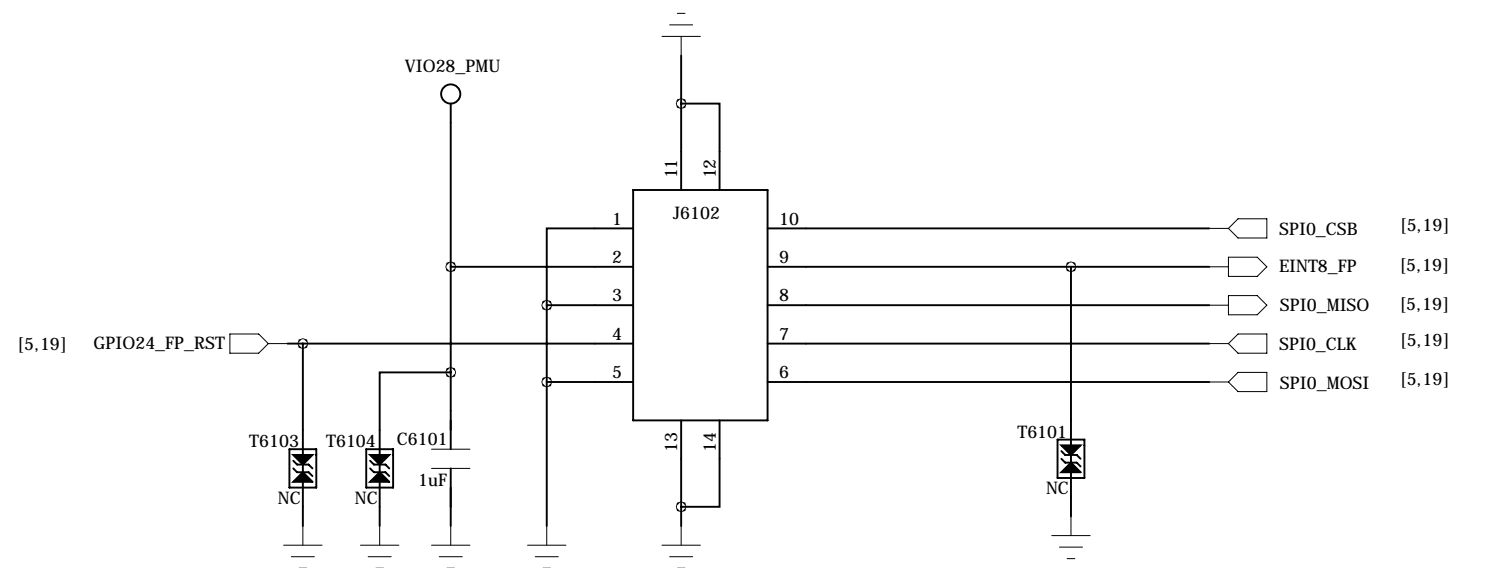 VIO28_PMU
11
12
J6102
1
10
SPI0_CSB [5,19]
2
9
EINT8_FP [5,19]
3
8
SPI0_MISO [5,19]
[5,19] GPIO24_FP_RST
4
7
SPI0_CLK [5,19]
5
6
SPI0_MOSI [5,19]
13
14
T6103
T6104
C6101
T6101
1uF
NC
NC
NC